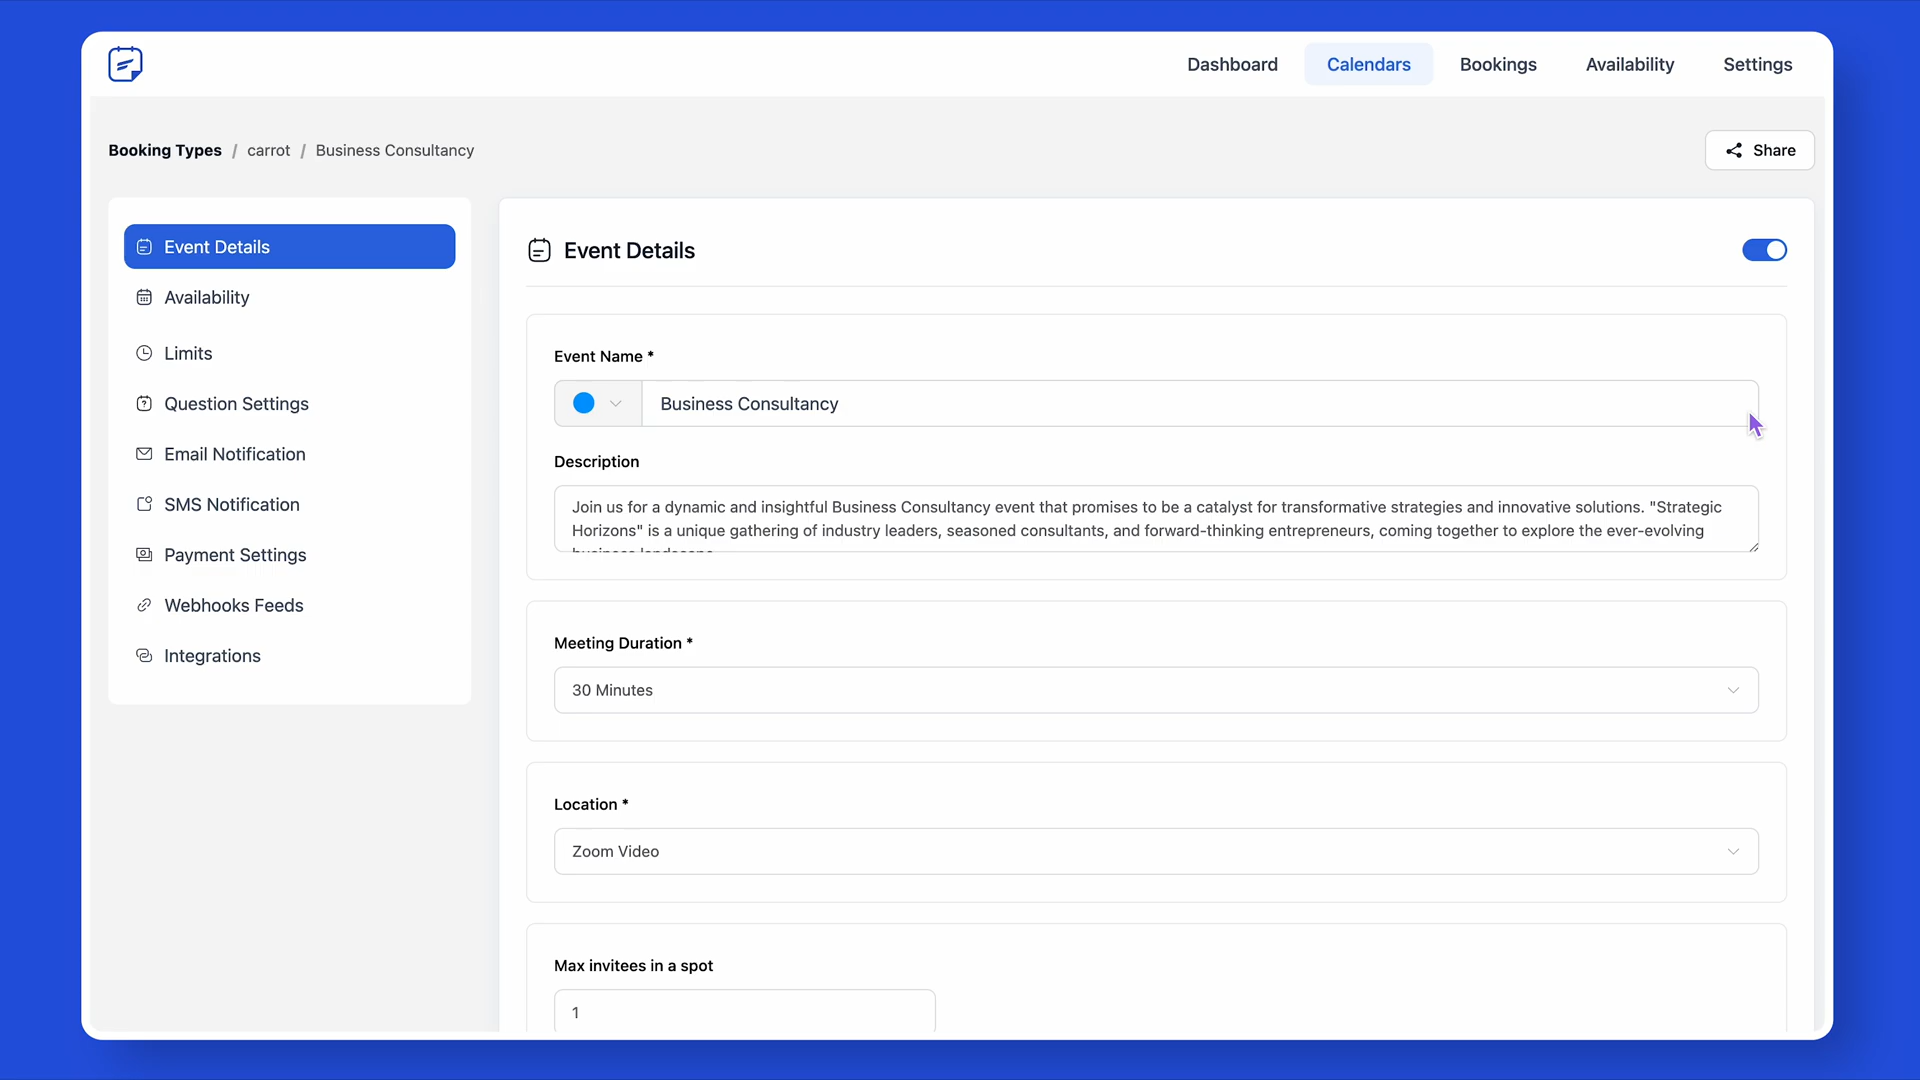 Dashboard
Calendars
Bookings
Availability
Settings
Booking Types / carrot / Business Consultancy
Share
Event Details
Availability
Limits
Question Settings
Email Notification
SMS Notification
Payment Settings
Webhooks Feeds
Integrations
Event Details
Event Name *
Business Consultancy
Description
Join us for a dynamic and insightful Business Consultancy event that promises to be a catalyst for transformative strategies and innovative solutions. "Strategic
Horizons" is a unique gathering of industry leaders, seasoned consultants, and forward-thinking entrepreneurs, coming together to explore the ever-evolving
business landscape.
Meeting Duration *
30 Minutes
Location *
Zoom Video
Max invitees in a spot
1